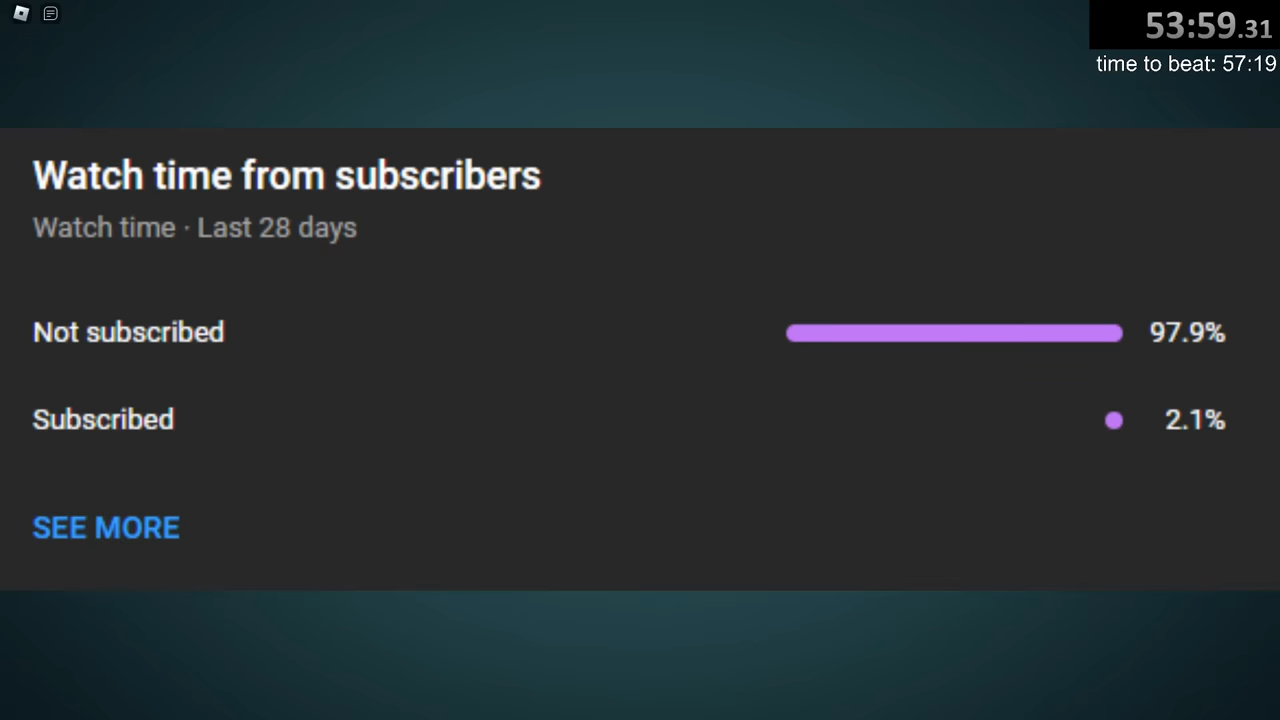 53:59.31
time to beat: 57:19
Watch time from subscribers
Watch time · Last 28 days
Not subscribed 97.9%
Subscribed 2.1%
SEE MORE